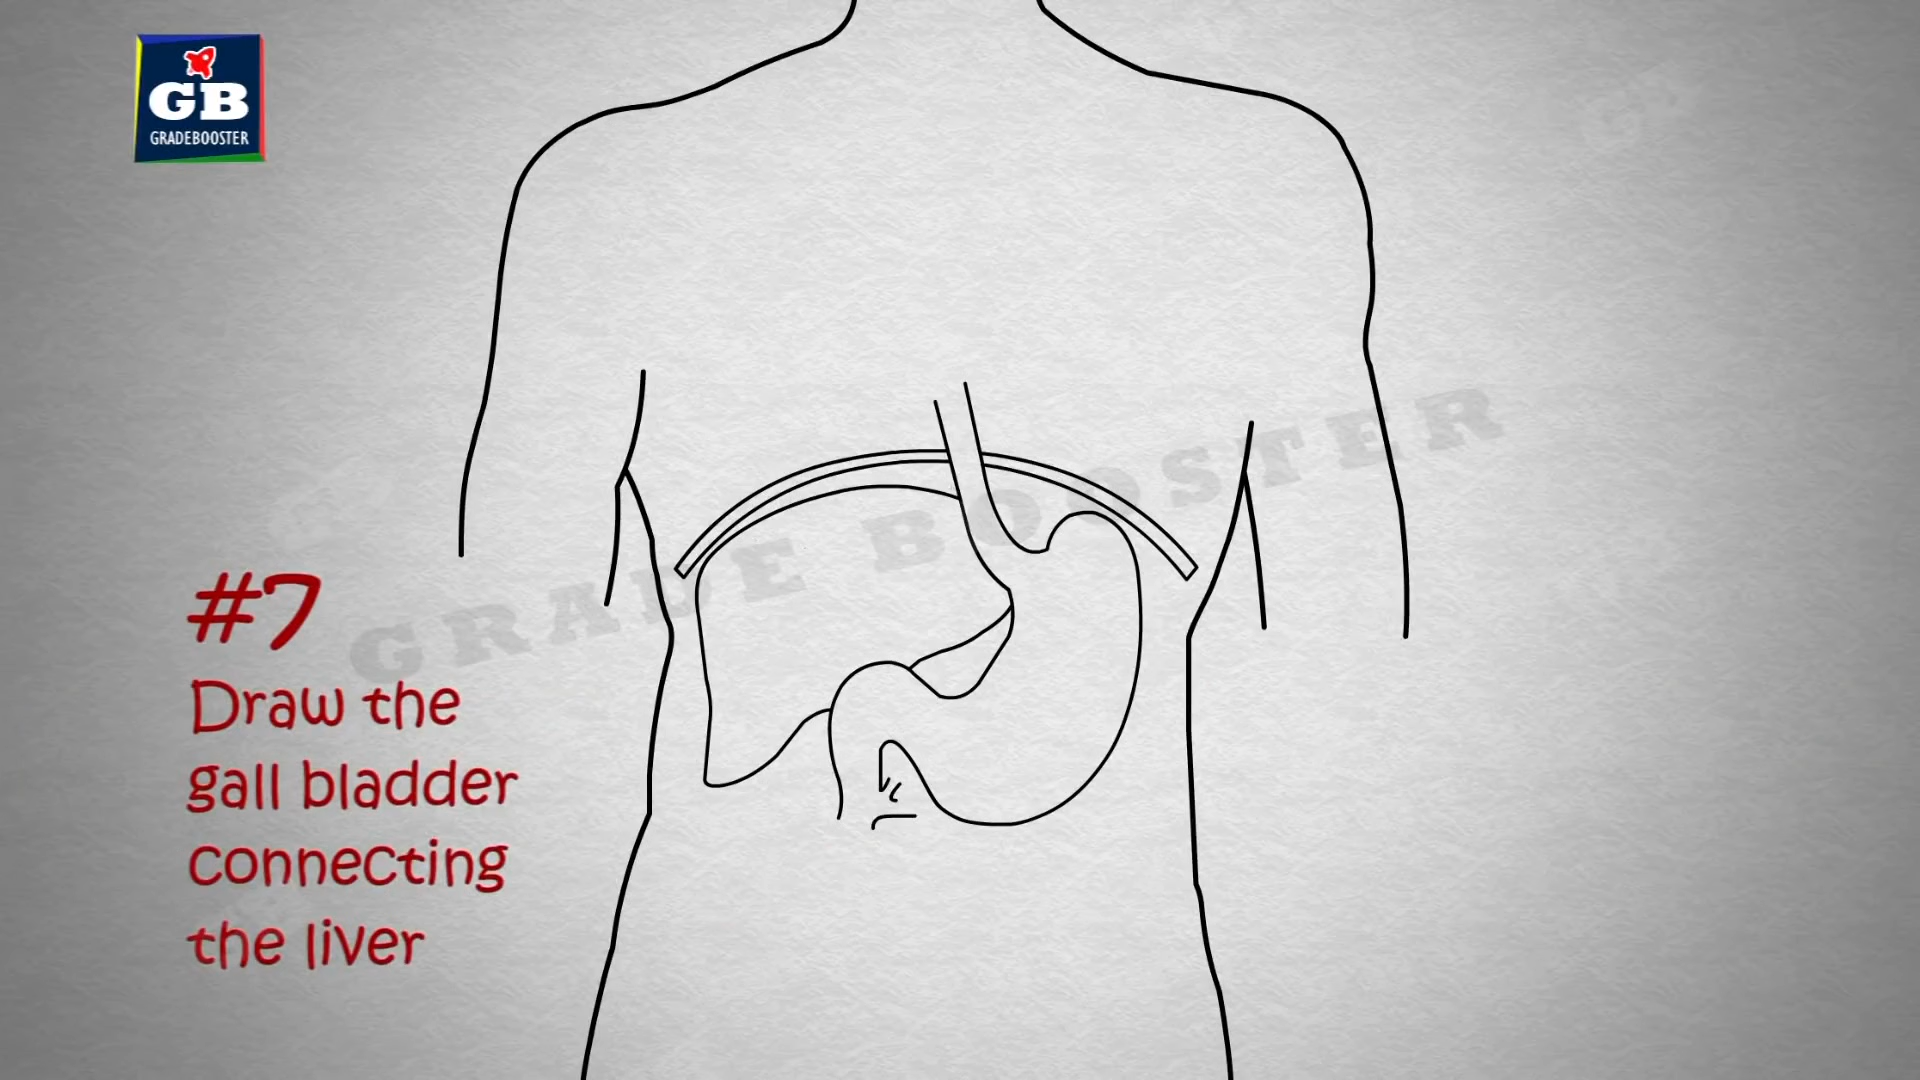 GB
GRADEBOOSTER
GRADE BOOSTER
#7
Draw the
gall bladder
connecting
the liver